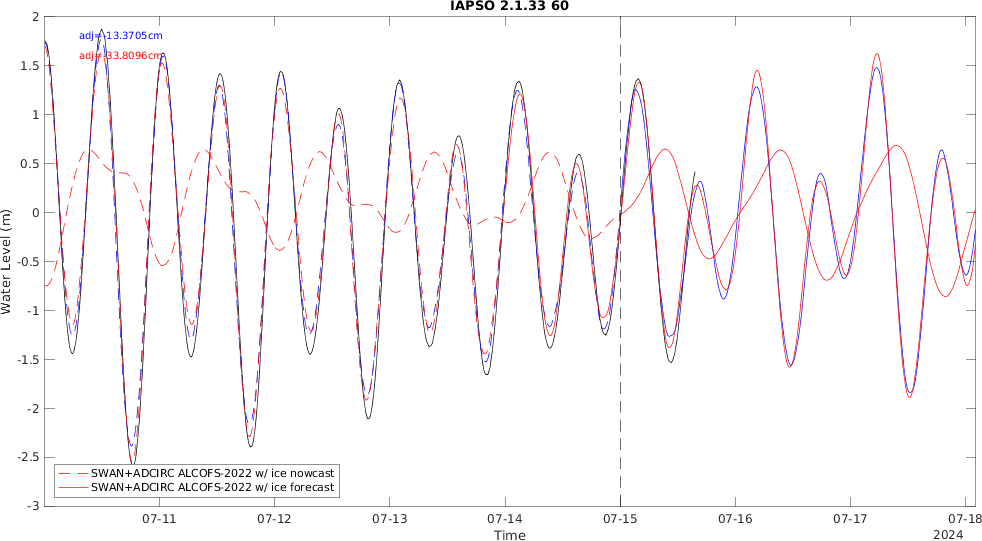 IAPSO 2.1.33 60
adj=-13.3705cm
adj=-33.8096cm
2
1.5
1
0.5
0
-0.5
-1
-1.5
-2
-2.5
-3
Water Level (m)
SWAN+ADCIRC ALCOFS-2022 w/ ice nowcast
SWAN+ADCIRC ALCOFS-2022 w/ ice forecast
07-11 07-12 07-13 07-14 07-15 07-16 07-17 07-18
Time
2024